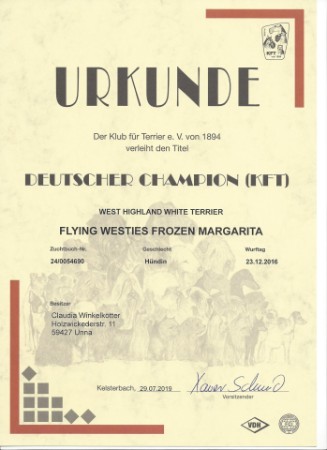 KFT
URKUNDE
Der Klub für Terrier e. V. von 1894
verleiht den Titel
DEUTSCHER CHAMPION (KFT)
WEST HIGHLAND WHITE TERRIER
FLYING WESTIES FROZEN MARGARITA
Zuchtbuch-Nr. Geschlecht Wurftag
24/0054690 Hündin 23.12.2016
Besitzer
Claudia Winkelkötter
Holzwickederstr. 11
59427 Unna
Kelsterbach, 29.07.2019
Vorsitzender
VDH